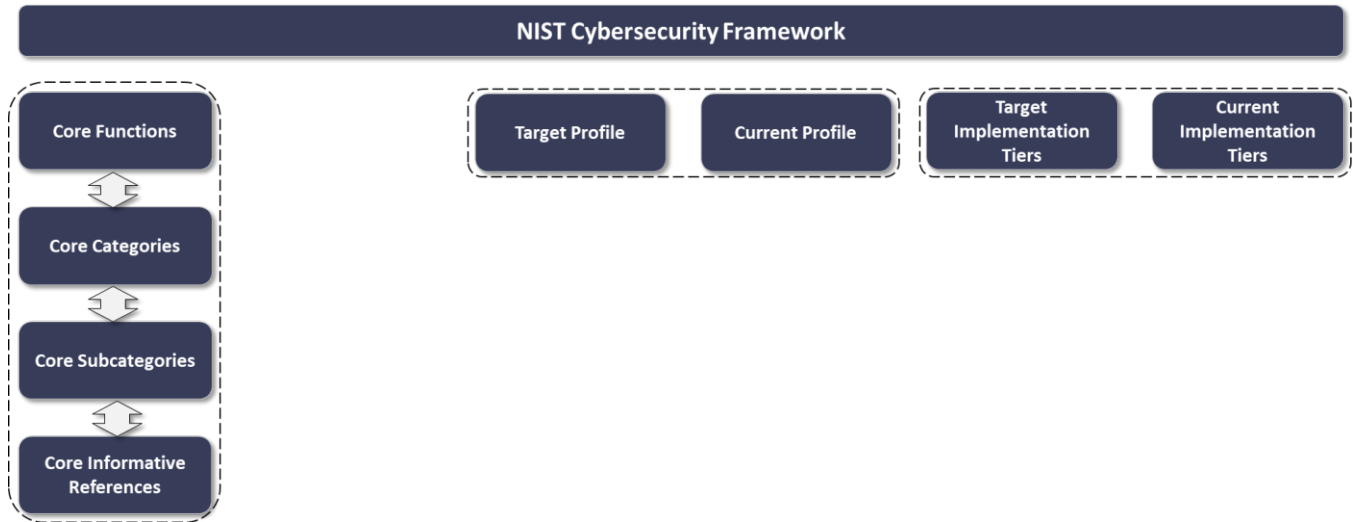 NIST Cybersecurity Framework
Core Functions
Core Categories
Core Subcategories
Core Informative
References
Target Profile
Current Profile
Target
Implementation
Tiers
Current
Implementation
Tiers